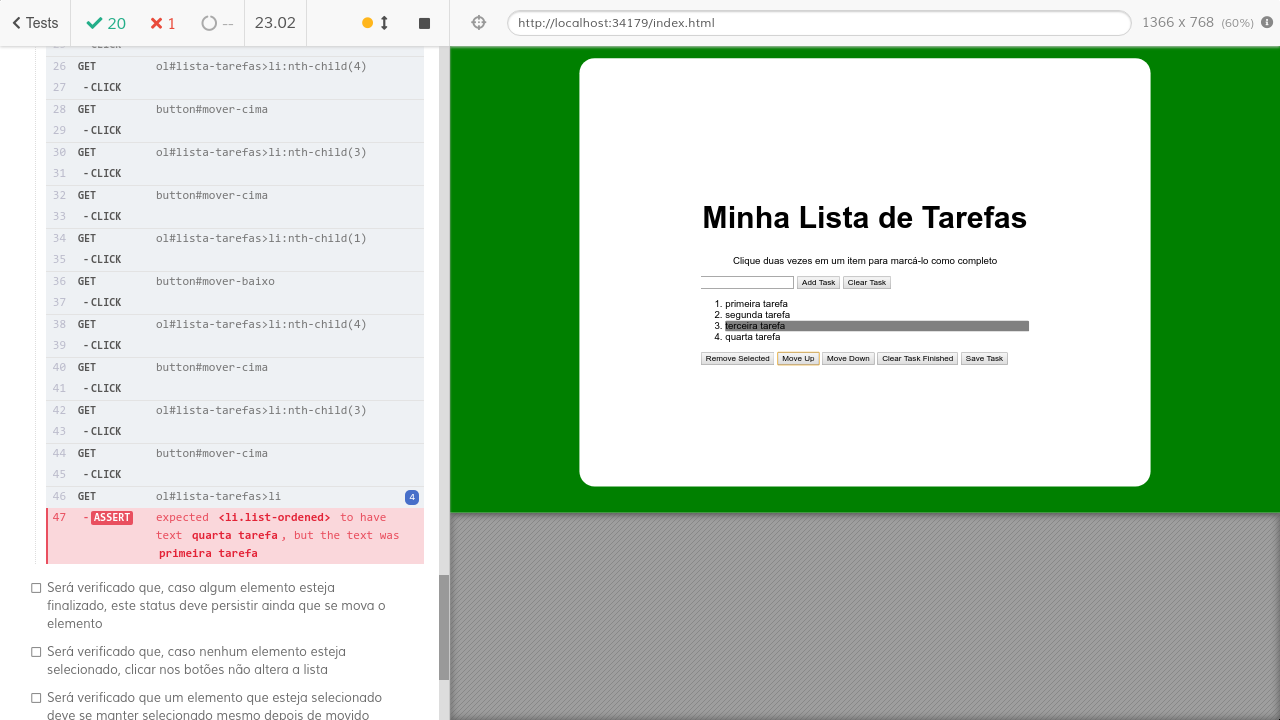 Tests 20 1 -- 23.02 http://localhost:34179/index.html 1366 x 768 (60%)
25 - CLICK
26 GET ol#lista-tarefas>li:nth-child(4)
27 - CLICK
28 GET button#mover-cima
29 - CLICK
30 GET ol#lista-tarefas>li:nth-child(3)
31 - CLICK
32 GET button#mover-cima
33 - CLICK
34 GET ol#lista-tarefas>li:nth-child(1)
35 - CLICK
36 GET button#mover-baixo
37 - CLICK
38 GET ol#lista-tarefas>li:nth-child(4)
39 - CLICK
40 GET button#mover-cima
41 - CLICK
42 GET ol#lista-tarefas>li:nth-child(3)
43 - CLICK
44 GET button#mover-cima
45 - CLICK
46 GET ol#lista-tarefas>li 4
47 - ASSERT expected <li.list-ordered> to have
text quarta tarefa , but the text was
primeira tarefa
Será verificado que, caso algum elemento esteja
finalizado, este status deve persistir ainda que se mova o
elemento
Será verificado que, caso nenhum elemento esteja
selecionado, clicar nos botões não altera a lista
Será verificado que um elemento que esteja selecionado
deve se manter selecionado mesmo depois de movido
Minha Lista de Tarefas
Clique duas vezes em um item para marcá-lo como completo
Add Task Clear Task
1. primeira tarefa
2. segunda tarefa
3. terceira tarefa
4. quarta tarefa
Remove Selected Move Up Move Down Clear Task Finished Save Task